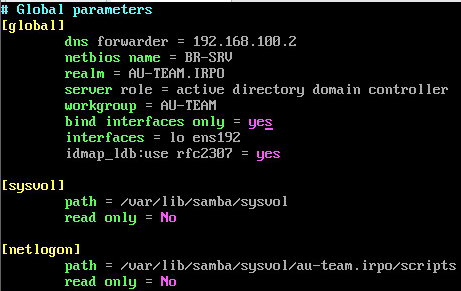 # Global parameters
[global]
dns forwarder = 192.168.100.2
netbios name = BR-SRV
realm = AU-TEAM.IRPO
server role = active directory domain controller
workgroup = AU-TEAM
bind interfaces only = yes
interfaces = lo ens192
idmap_ldb:use rfc2307 = yes
[sysvol]
path = /var/lib/samba/sysvol
read only = No
[netlogon]
path = /var/lib/samba/sysvol/au-team.irpo/scripts
read only = No